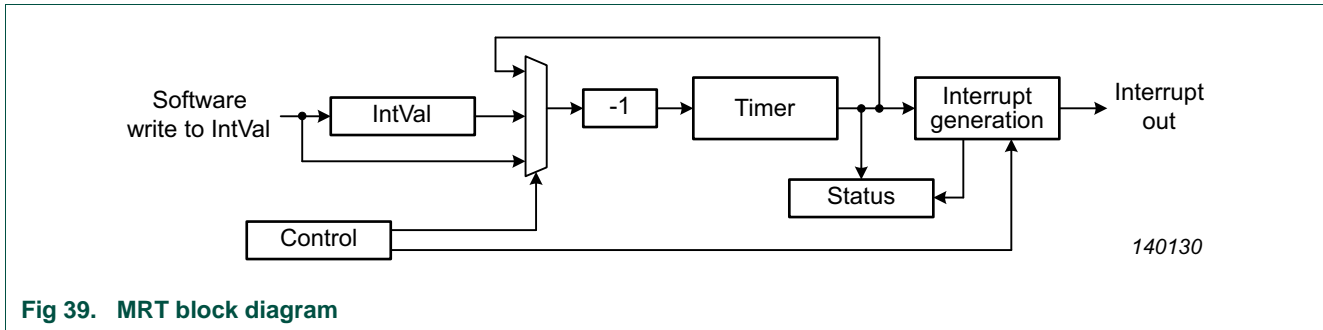 Software
write to IntVal
IntVal
-1
Timer
Interrupt
generation
Interrupt
out
Status
Control
140130
Fig 39. MRT block diagram